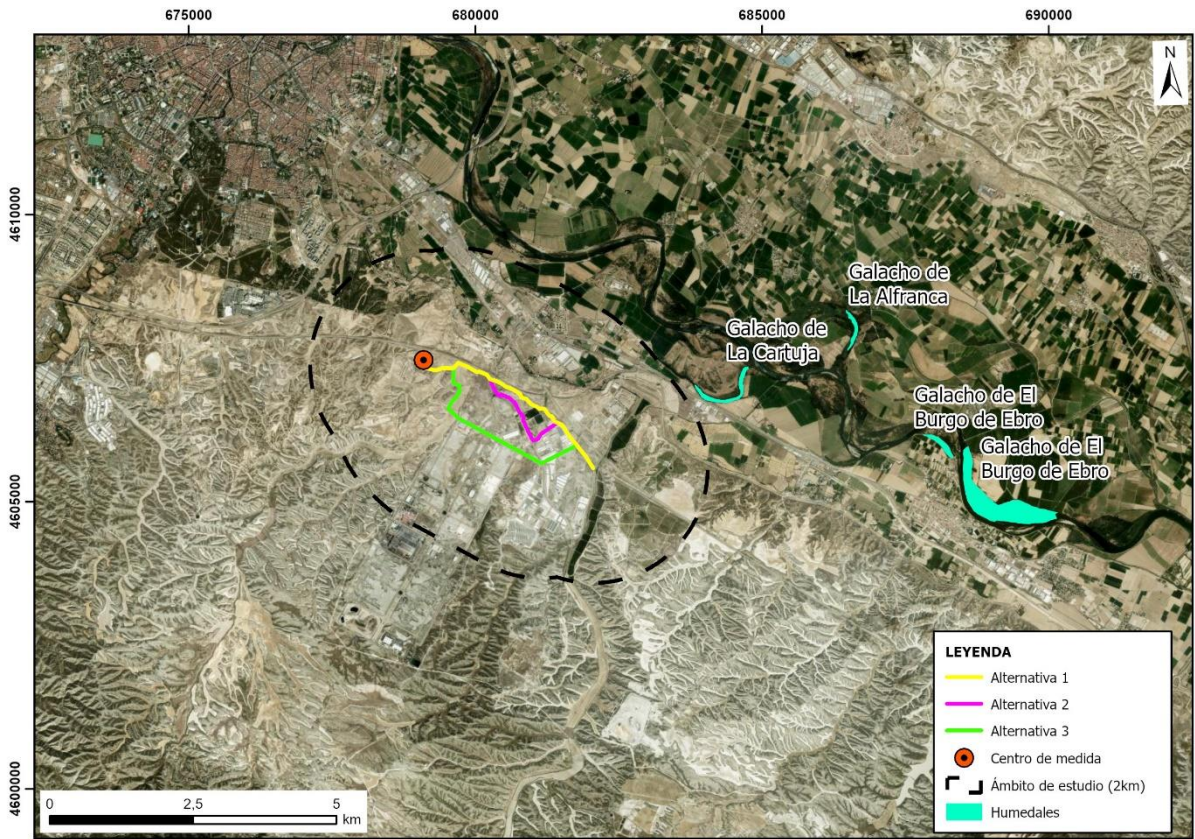 675000
680000
685000
690000
N
4610000
4605000
4600000
Galacho de
La Alfranca
Galacho de
La Cartuja
Galacho de El
Burgo de Ebro
Galacho de El
Burgo de Ebro
LEYENDA
Alternativa 1
Alternativa 2
Alternativa 3
Centro de medida
Ámbito de estudio (2km)
Humedales
0
2,5
5
km